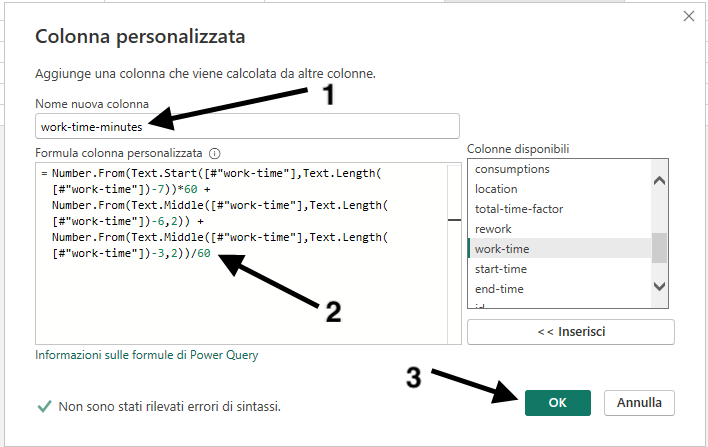 Colonna personalizzata
Aggiunge una colonna che viene calcolata da altre colonne.
1
Nome nuova colonna
work-time-minutes
Formula colonna personalizzata
= Number.From(Text.Start([#"work-time"],Text.Length(
[#"work-time"])-7))*60 +
Number.From(Text.Middle([#"work-time"],Text.Length(
[#"work-time"])-6,2)) +
Number.From(Text.Middle([#"work-time"],Text.Length(
[#"work-time"])-3,2))/60
2
Colonne disponibili
consumptions
location
total-time-factor
rework
work-time
start-time
end-time
id
<< Inserisci
Informazioni sulle formule di Power Query
3
Non sono stati rilevati errori di sintassi.
OK
Annulla